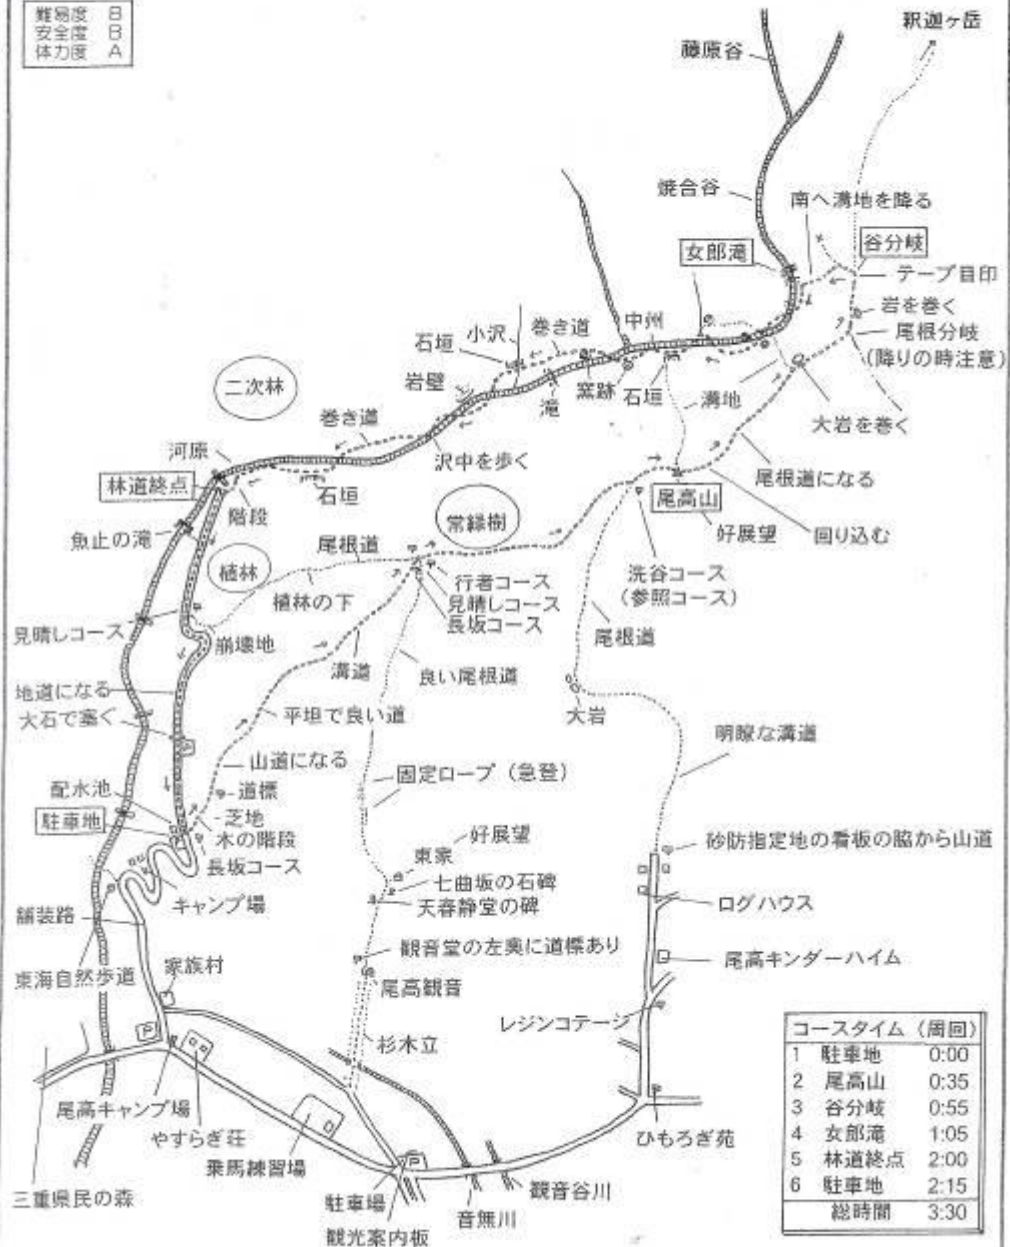 難易度 B
安全度 B
体力度 A
釈迦ヶ岳
藤原谷
焼合谷
南へ溝地を降る
女郎滝
谷分岐
テープ目印
岩を巻く
尾根分岐
(降りの時注意)
小沢
巻き道
中州
石垣
岩壁
滝
窯跡
石垣
溝地
大岩を巻く
二次林
巻き道
河原
沢中を歩く
林道終点
石垣
階段
常緑樹
尾根道になる
尾高山
好展望
回り込む
魚止の滝
植林
尾根道
植林の下
行者コース
見晴しコース
長坂コース
洗谷コース
(参照コース)
尾根道
見晴しコース
崩壊地
溝道
良い尾根道
地道になる
大石で塞ぐ
平坦で良い道
大岩
明瞭な溝道
山道になる
固定ロープ (急登)
道標
配水池
芝地
駐車地
木の階段
長坂コース
好展望
東家
砂防指定地の看板の脇から山道
キャンプ場
七曲坂の石碑
天春静堂の碑
ログハウス
舗装路
観音堂の左奥に道標あり
尾高キンダーハイム
東海自然歩道
家族村
尾高観音
レジンコテージ
P
杉木立
尾高キャンプ場
やすらぎ荘
乗馬練習場
P
ひもろぎ苑
三重県民の森
駐車場
観光案内板
音無川
観音谷川
コースタイム (周回)
1 駐車地 0:00
2 尾高山 0:35
3 谷分岐 0:55
4 女郎滝 1:05
5 林道終点 2:00
6 駐車地 2:15
総時間 3:30